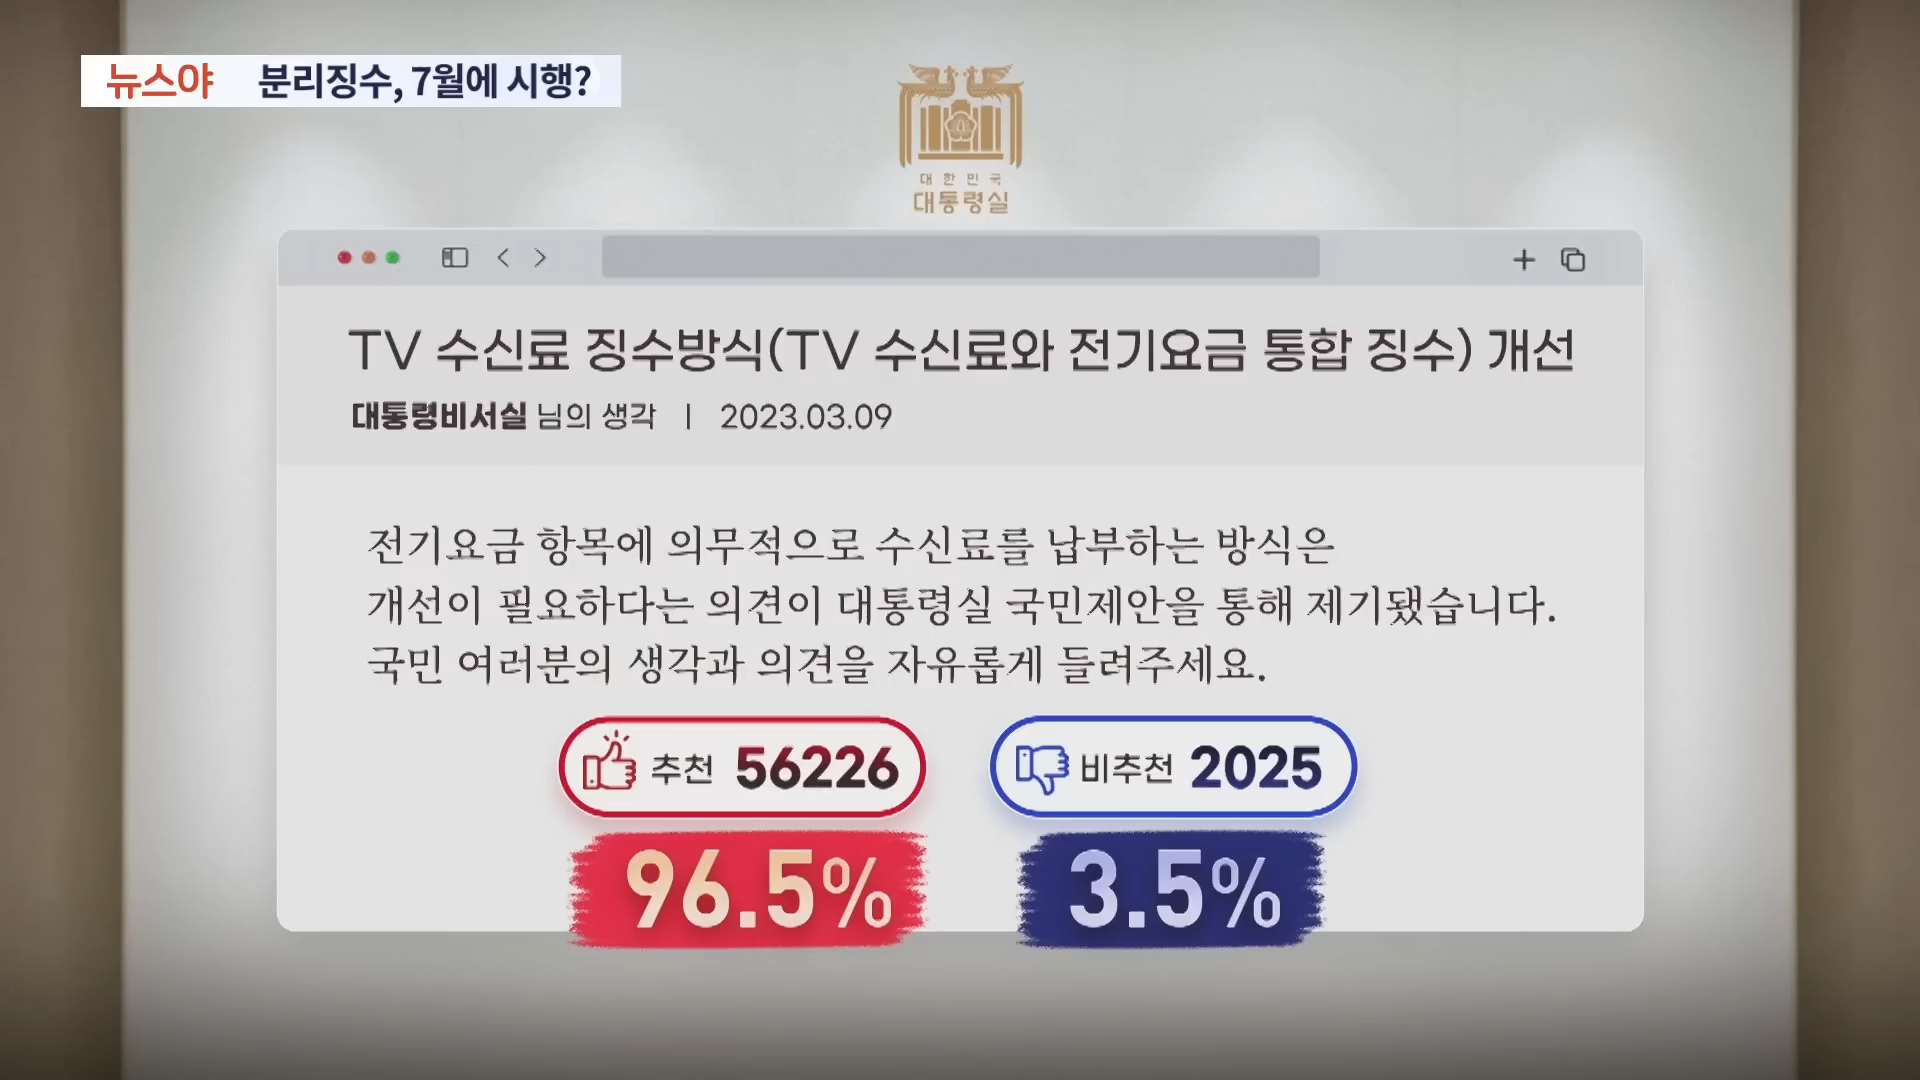 뉴스야 분리징수, 7월에 시행?
대한민국
대통령실
TV 수신료 징수방식(TV 수신료와 전기요금 통합 징수) 개선
대통령비서실 님의 생각 | 2023.03.09
전기요금 항목에 의무적으로 수신료를 납부하는 방식은
개선이 필요하다는 의견이 대통령실 국민제안을 통해 제기됐습니다.
국민 여러분의 생각과 의견을 자유롭게 들려주세요.
추천 56226 비추천 2025
96.5% 3.5%